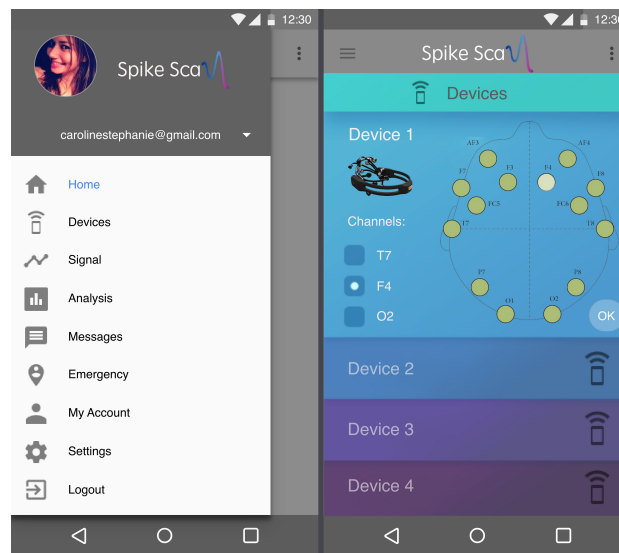 12:30
Spike Sca
carolinestephanie@gmail.com
Home
Devices
Signal
Analysis
Messages
Emergency
My Account
Settings
Logout
12:30
Spike Sca
Devices
Device 1
Channels:
T7
F4
O2
AF3
AF4
F7
F3
F4
F8
FC5
FC6
T7
T8
P7
P8
O1
O2
OK
Device 2
Device 3
Device 4